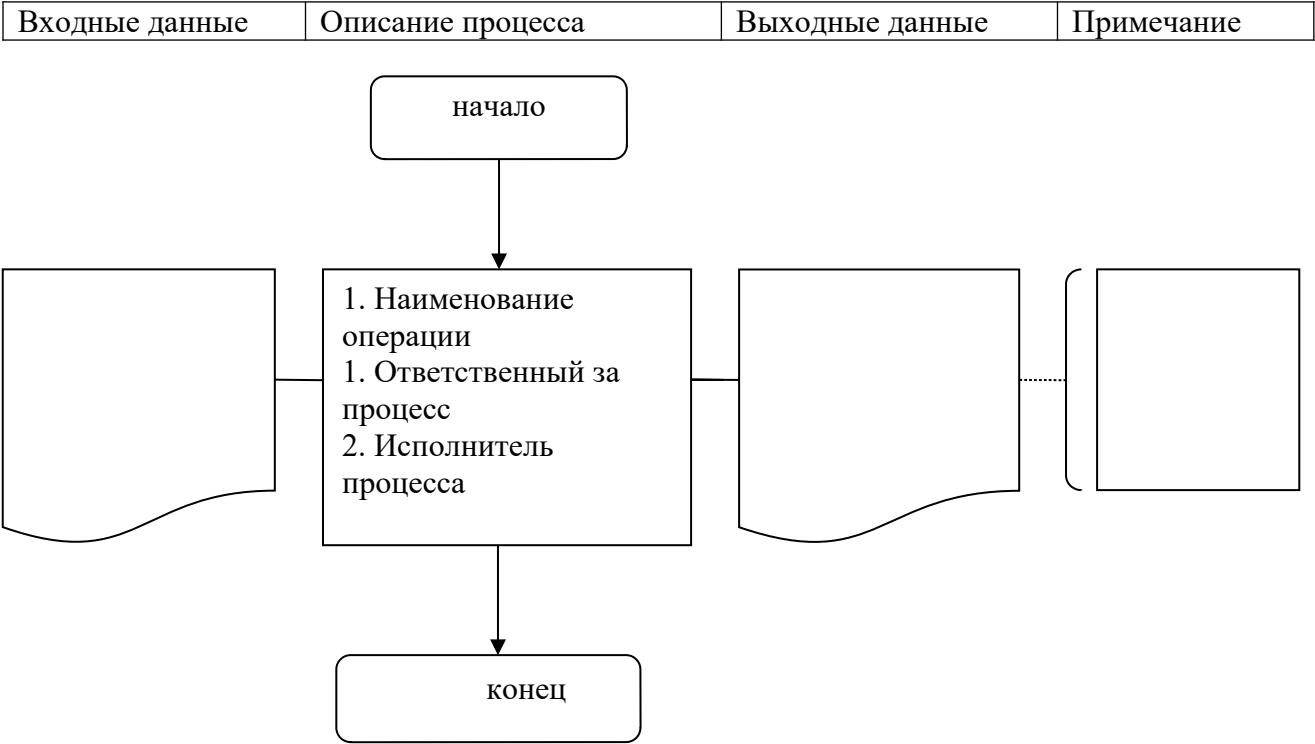 Входные данные Описание процесса Выходные данные Примечание
начало
1. Наименование
операции
1. Ответственный за
процесс
2. Исполнитель
процесса
конец